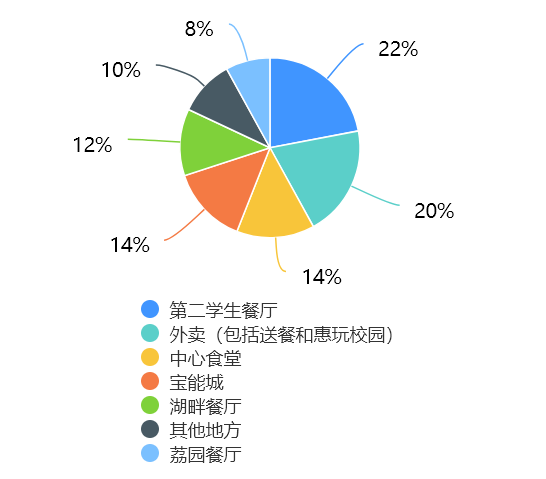 8%
22%
10%
12%
20%
14%
14%
第二学生餐厅
外卖（包括送餐和惠玩校园）
中心食堂
宝能城
湖畔餐厅
其他地方
荔园餐厅